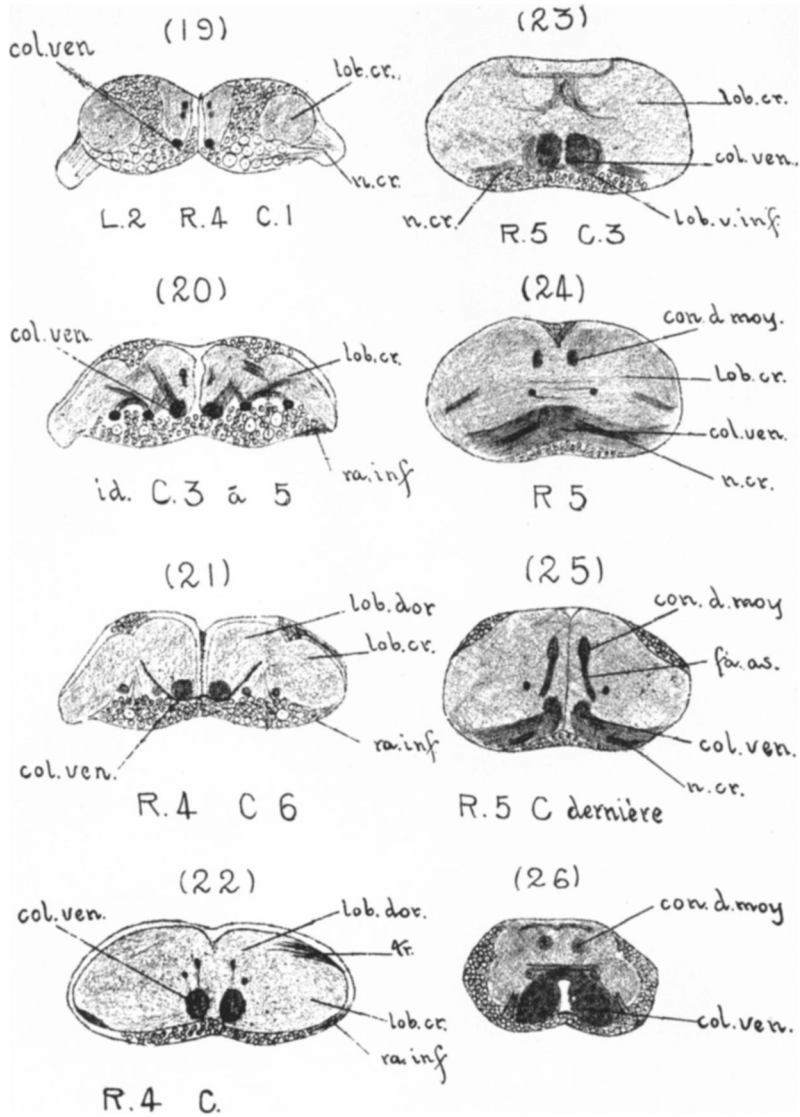 (19)
col.ven
lob.cr.
n.cr.
L.2 R.4 C.1
(20)
col.ven.
lob.cr.
ra.inf
id. C.3 à 5
(21)
lob.dor
lob.cr.
ra.inf
col.ven.
R.4 C 6
(22)
col.ven.
lob.dor.
lob.cr.
ra.inf
R.4 C.
(23)
lob.cr.
col.ven.
n.cr.
lob.v.inf.
R.5 C.3
(24)
con.d.moy.
lob.cr.
col.ven.
n.cr.
R 5
(25)
con.d.moy
fa.as.
col.ven.
n.cr.
R.5 C dernière
(26)
con.d.moy
col.ven.